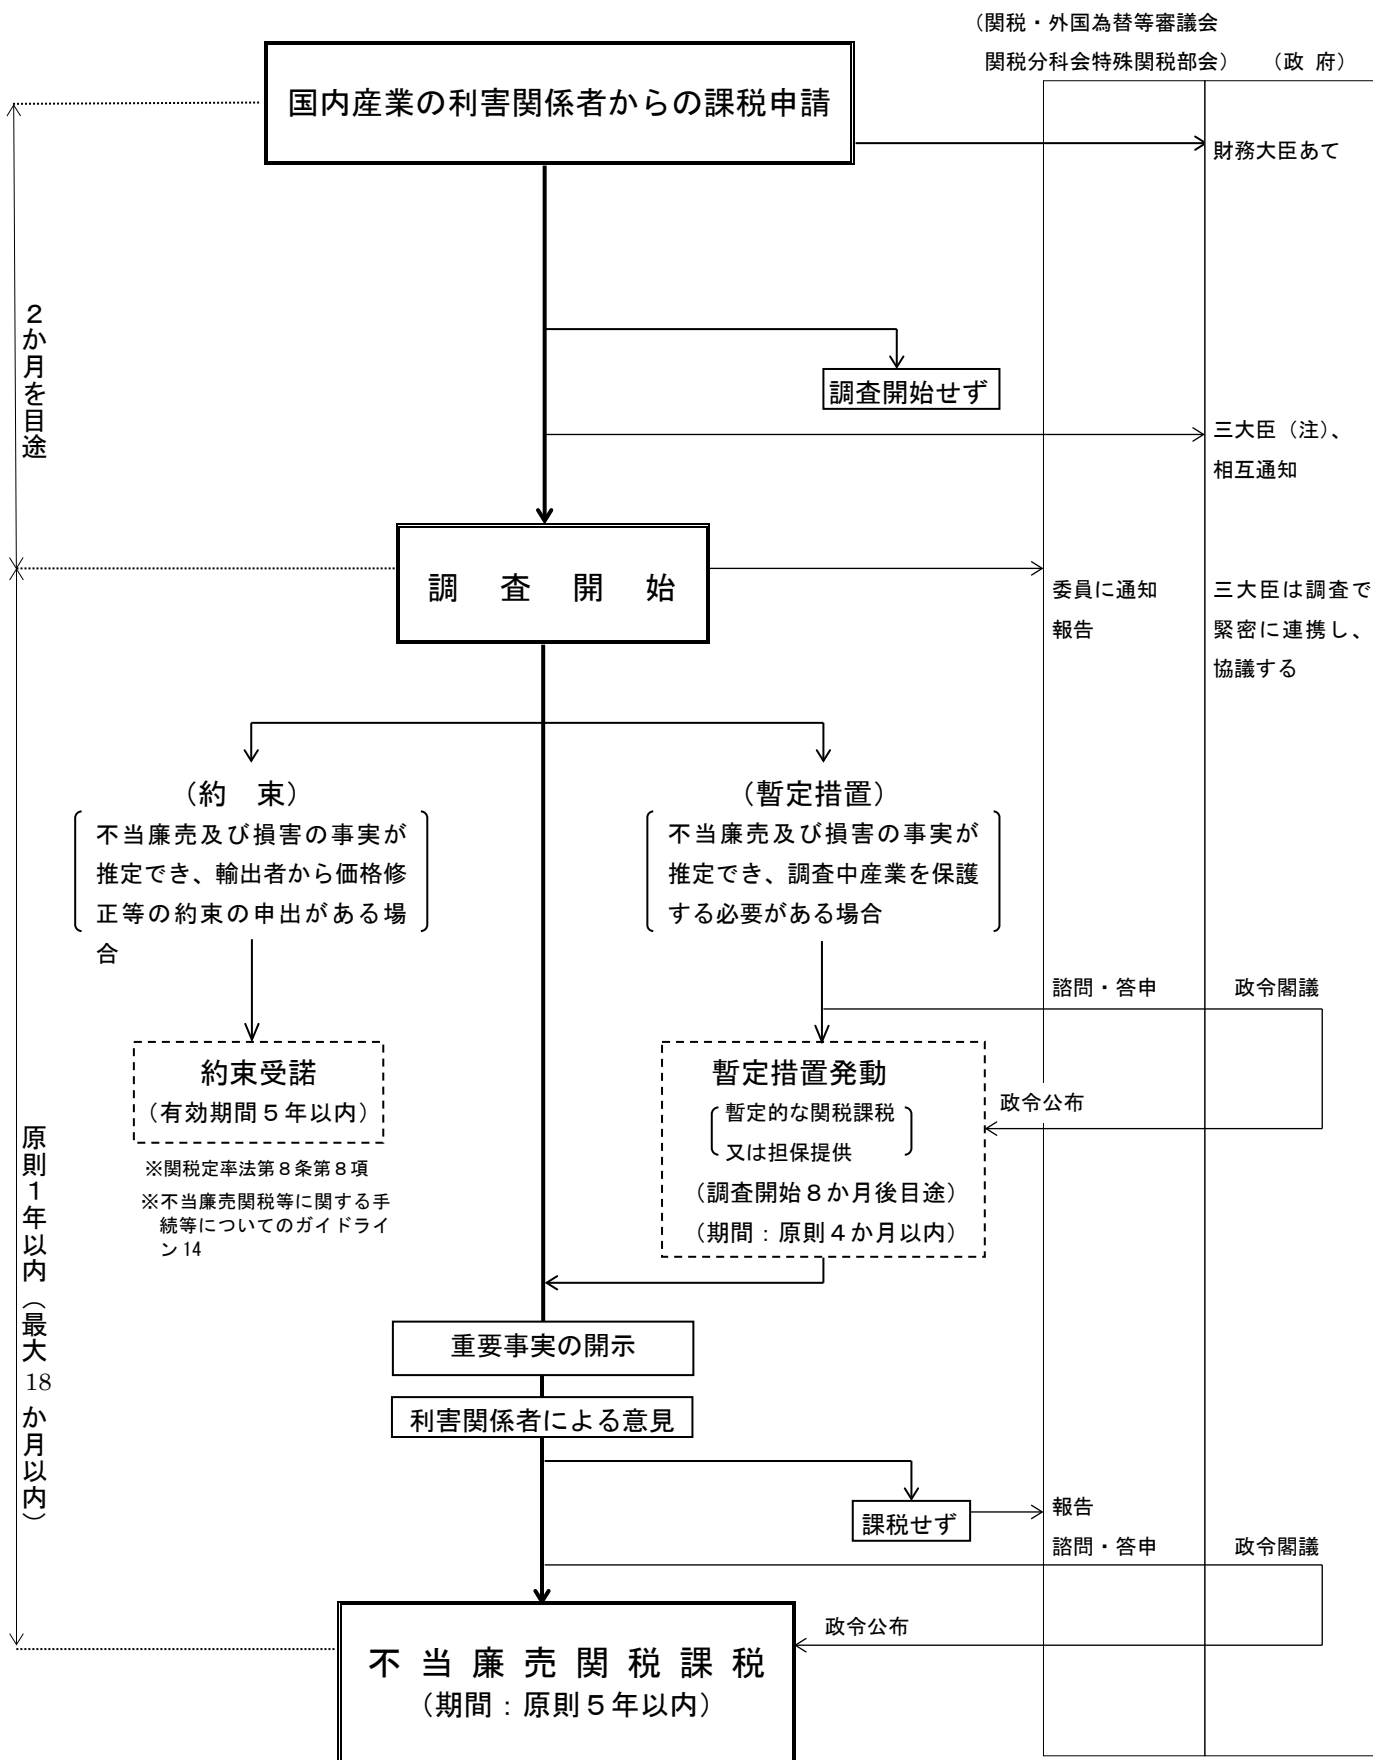 （関税・外国為替等審議会
関税分科会特殊関税部会）
（政 府）
国内産業の利害関係者からの課税申請
財務大臣あて
２か月を目途
調査開始せず
三大臣（注）、
相互通知
調 査 開 始
委員に通知
報告
三大臣は調査で
緊密に連携し、
協議する
（約 束）
不当廉売及び損害の事実が
推定でき、輸出者から価格修
正等の約束の申出がある場
合
（暫定措置）
不当廉売及び損害の事実が
推定でき、調査中産業を保護
する必要がある場合
諮問・答申
政令閣議
約束受諾
（有効期間５年以内）
※関税定率法第８条第８項
※不当廉売関税等に関する手
続等についてのガイドライ
ン14
暫定措置発動
暫定的な関税課税
又は担保提供
（調査開始８か月後目途）
（期間：原則４か月以内）
政令公布
原則１年以内（最大18か月以内）
重要事実の開示
利害関係者による意見
課税せず
報告
諮問・答申
政令閣議
政令公布
不当廉売関税課税
（期間：原則５年以内）